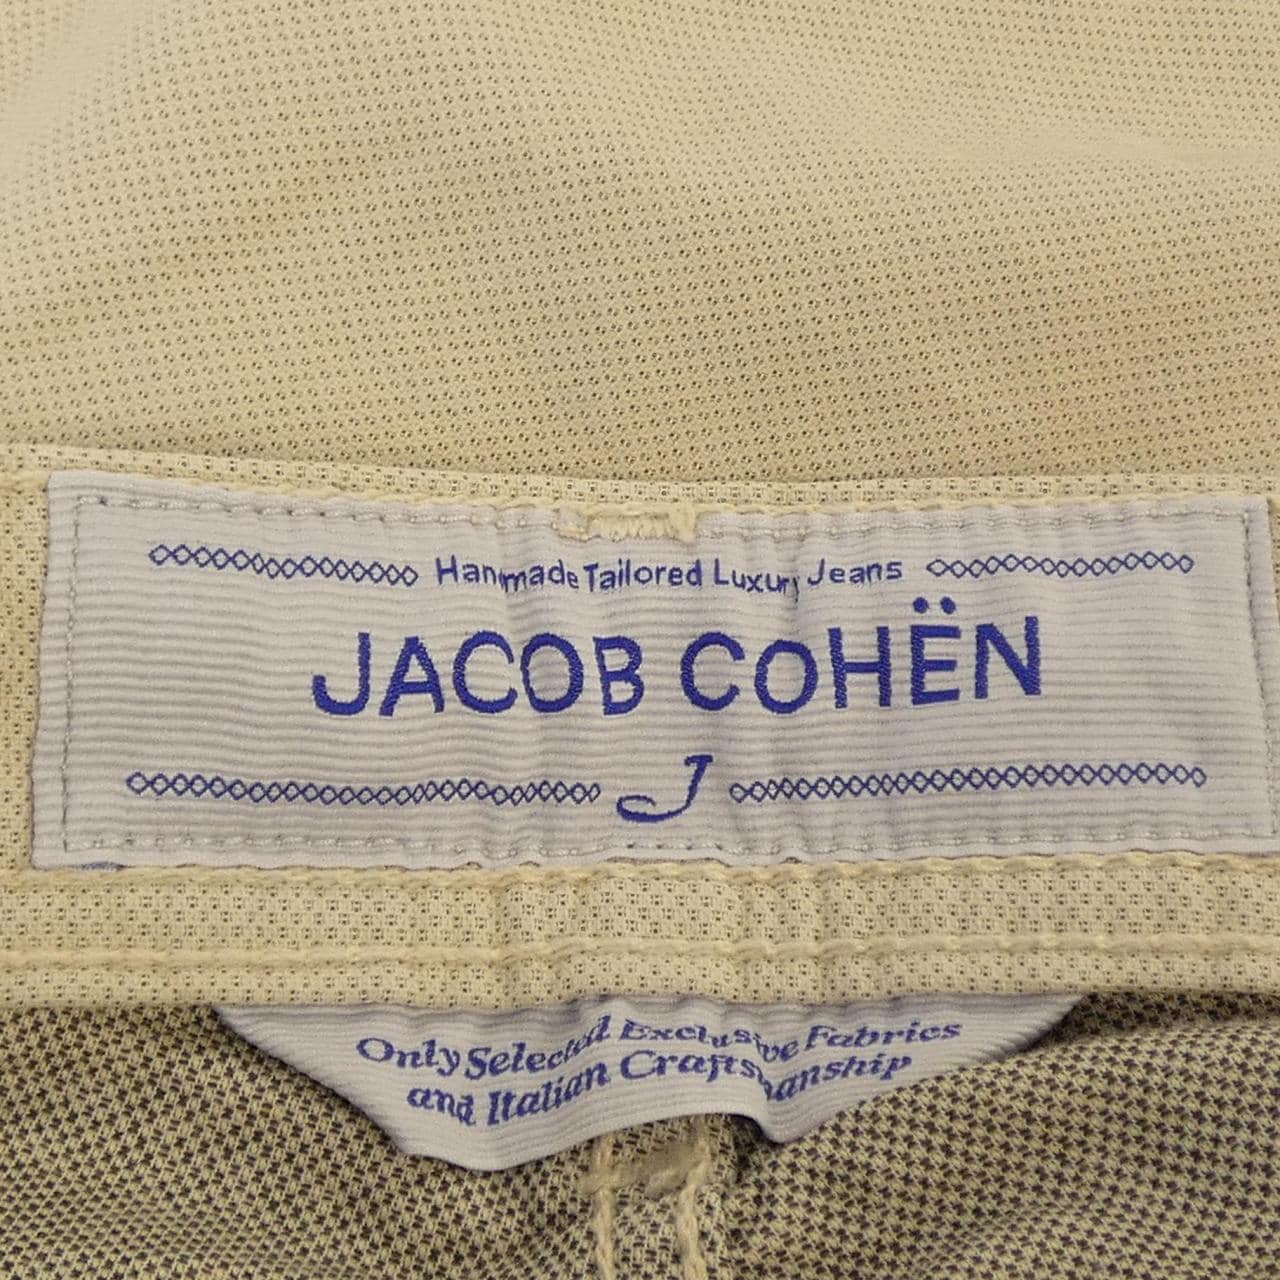 Handmade Tailored Luxury Jeans
JACOB COHËN
J
Only Selected Exclusive Fabrics
and Italian Craftsmanship